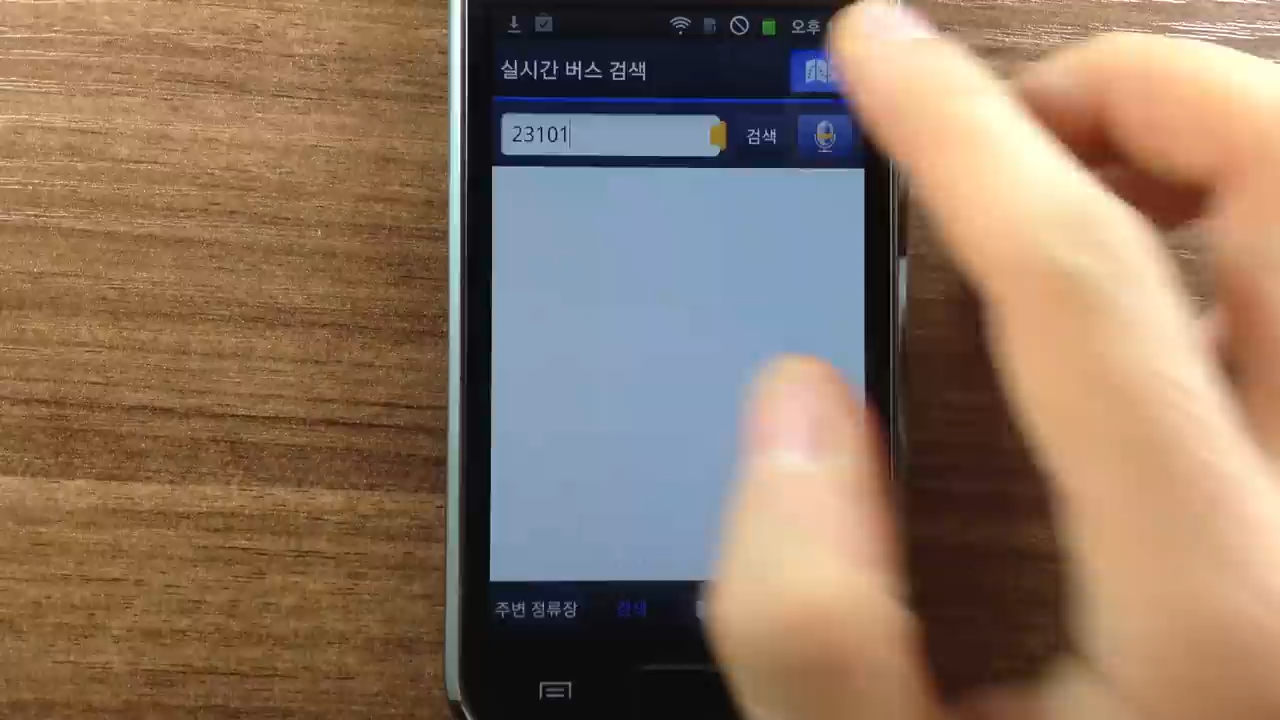 오후
실시간 버스 검색
23101
검색
주변 정류장
검색